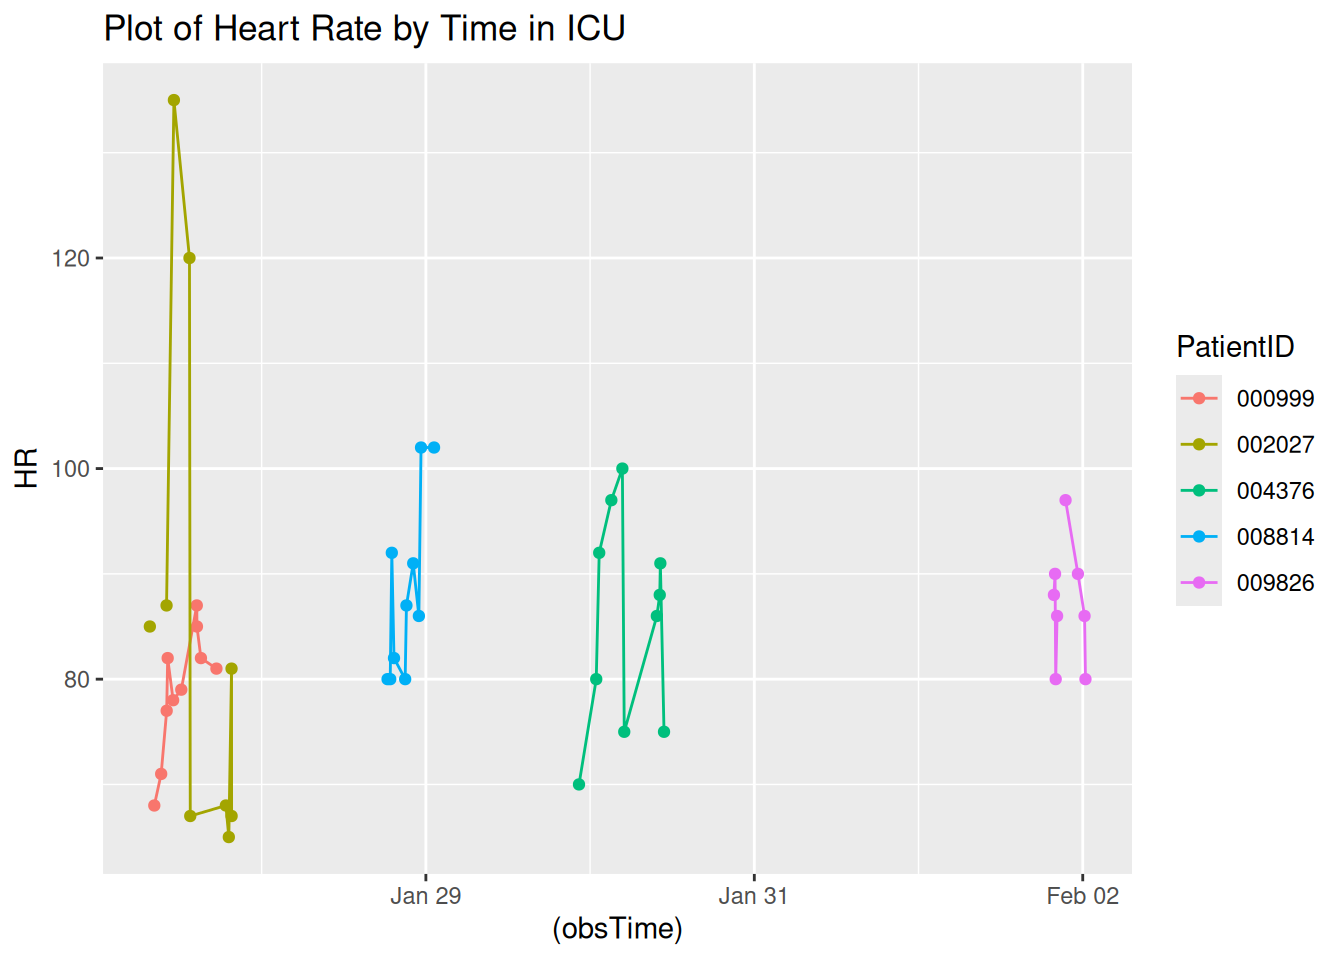 Plot of Heart Rate by Time in ICU
HR
120
100
80
Jan 29
Jan 31
Feb 02
(obsTime)
PatientID
000999
002027
004376
008814
009826